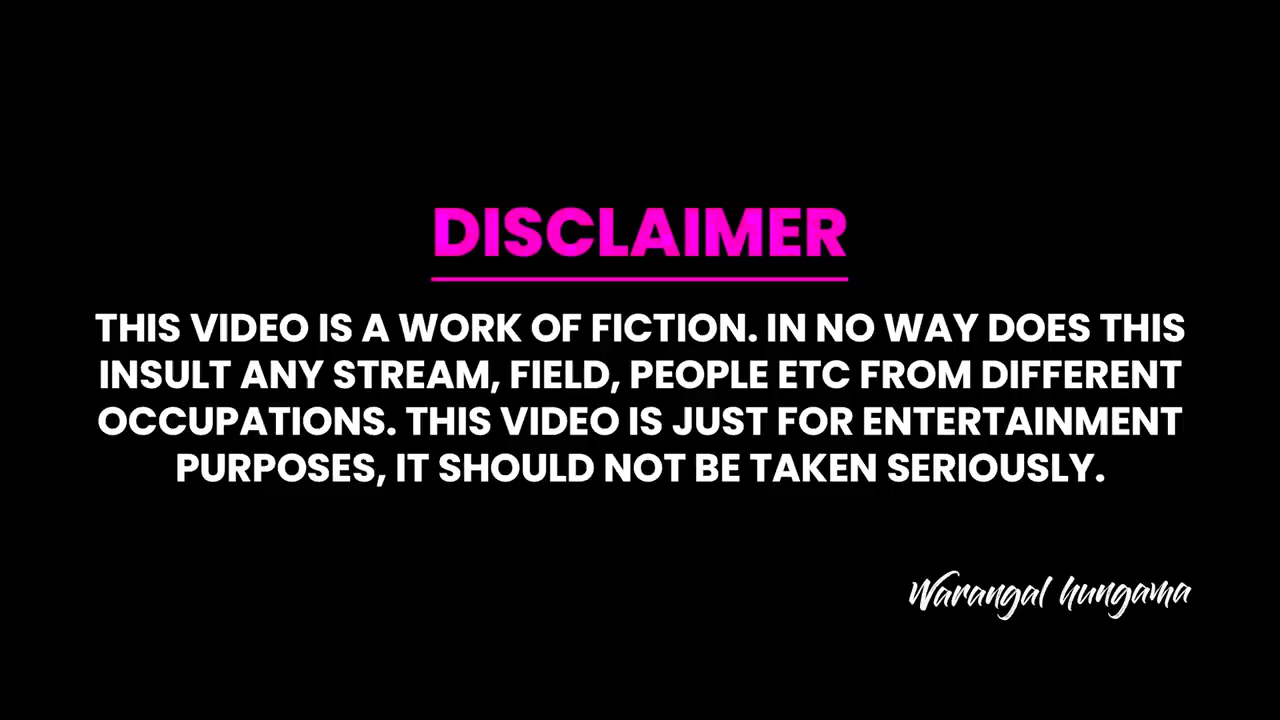 DISCLAIMER
THIS VIDEO IS A WORK OF FICTION. IN NO WAY DOES THIS
INSULT ANY STREAM, FIELD, PEOPLE ETC FROM DIFFERENT
OCCUPATIONS. THIS VIDEO IS JUST FOR ENTERTAINMENT
PURPOSES, IT SHOULD NOT BE TAKEN SERIOUSLY.
Warangal hungama